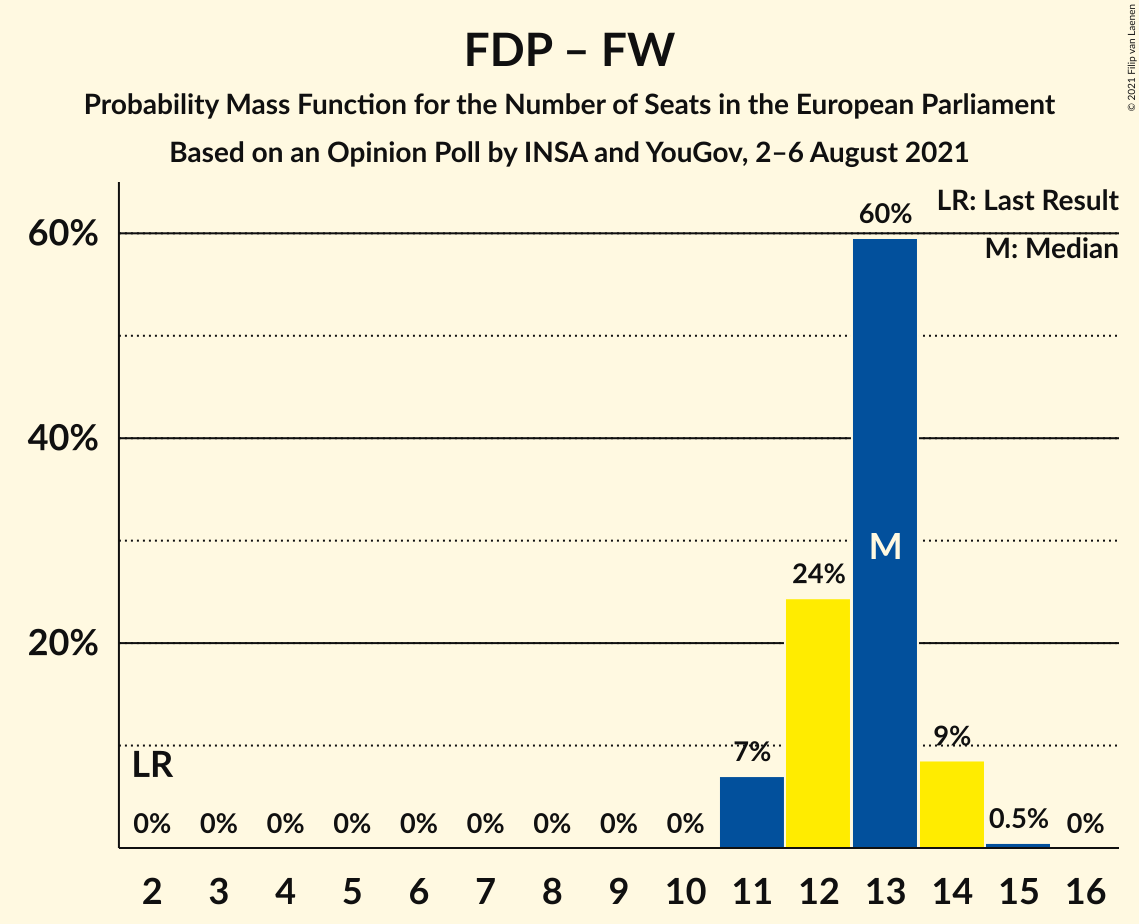 FDP – FW
Probability Mass Function for the Number of Seats in the European Parliament
Based on an Opinion Poll by INSA and YouGov, 2–6 August 2021
© 2021 Filip van Laenen
LR: Last Result
M: Median
60%
40%
20%
60%
M
24%
7%
9%
LR
0% 0% 0% 0% 0% 0% 0% 0% 0% 0.5% 0%
2 3 4 5 6 7 8 9 10 11 12 13 14 15 16